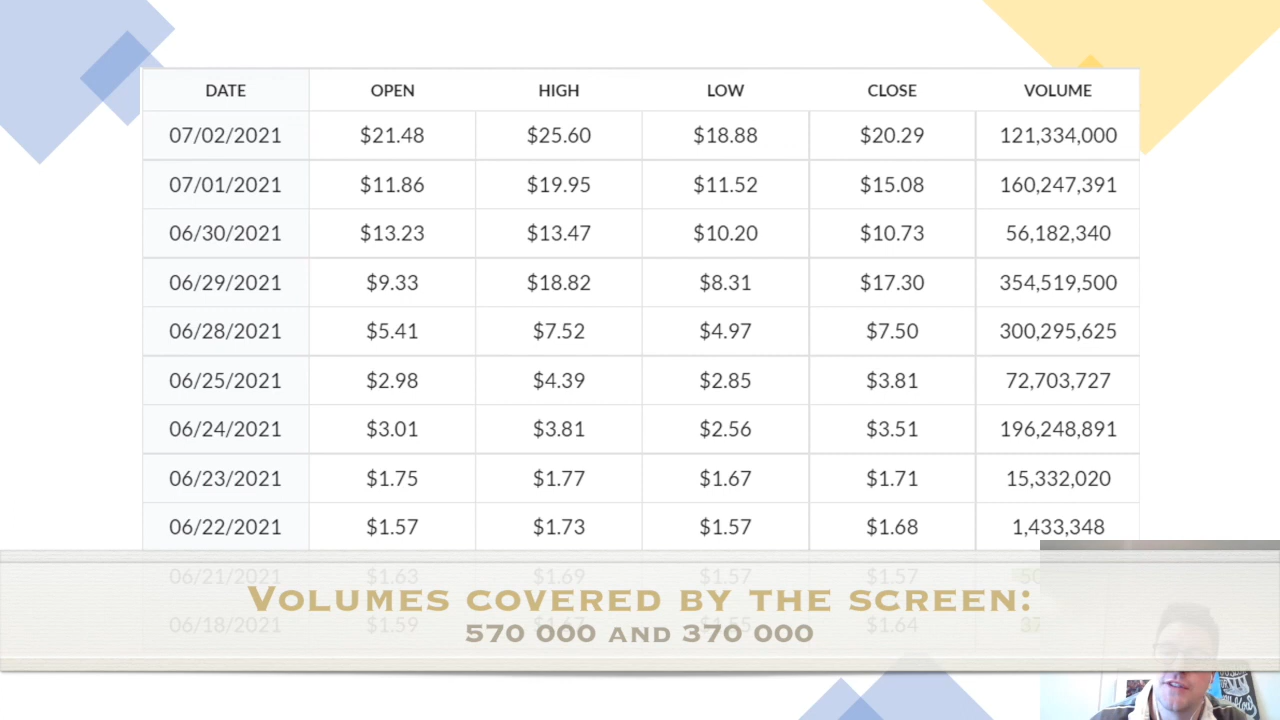 DATE OPEN HIGH LOW CLOSE VOLUME
07/02/2021 $21.48 $25.60 $18.88 $20.29 121,334,000
07/01/2021 $11.86 $19.95 $11.52 $15.08 160,247,391
06/30/2021 $13.23 $13.47 $10.20 $10.73 56,182,340
06/29/2021 $9.33 $18.82 $8.31 $17.30 354,519,500
06/28/2021 $5.41 $7.52 $4.97 $7.50 300,295,625
06/25/2021 $2.98 $4.39 $2.85 $3.81 72,703,727
06/24/2021 $3.01 $3.81 $2.56 $3.51 196,248,891
06/23/2021 $1.75 $1.77 $1.67 $1.71 15,332,020
06/22/2021 $1.57 $1.73 $1.57 $1.68 1,433,348
06/21/2021 $1.63 $1.69 $1.57 $1.57
VOLUMES COVERED BY THE SCREEN:
06/18/2021 $1.59 $1.64
570 000 AND 370 000